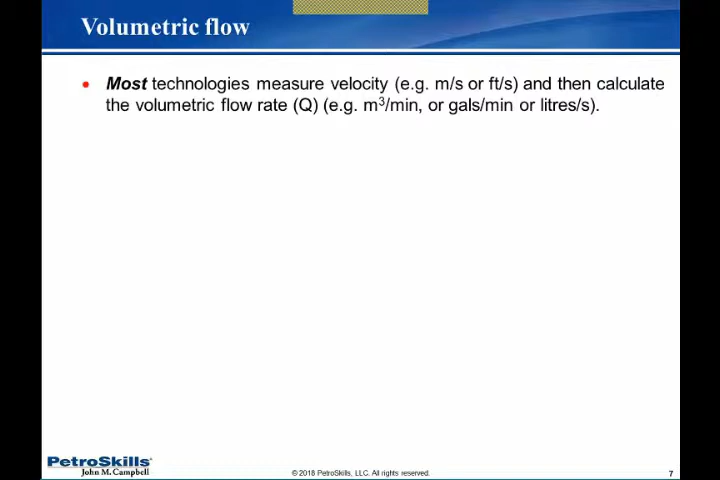 Volumetric flow
• Most technologies measure velocity (e.g. m/s or ft/s) and then calculate
the volumetric flow rate (Q) (e.g. m³/min, or gals/min or litres/s).
PetroSkills®
John M. Campbell
© 2018 PetroSkills, LLC. All rights reserved.
7